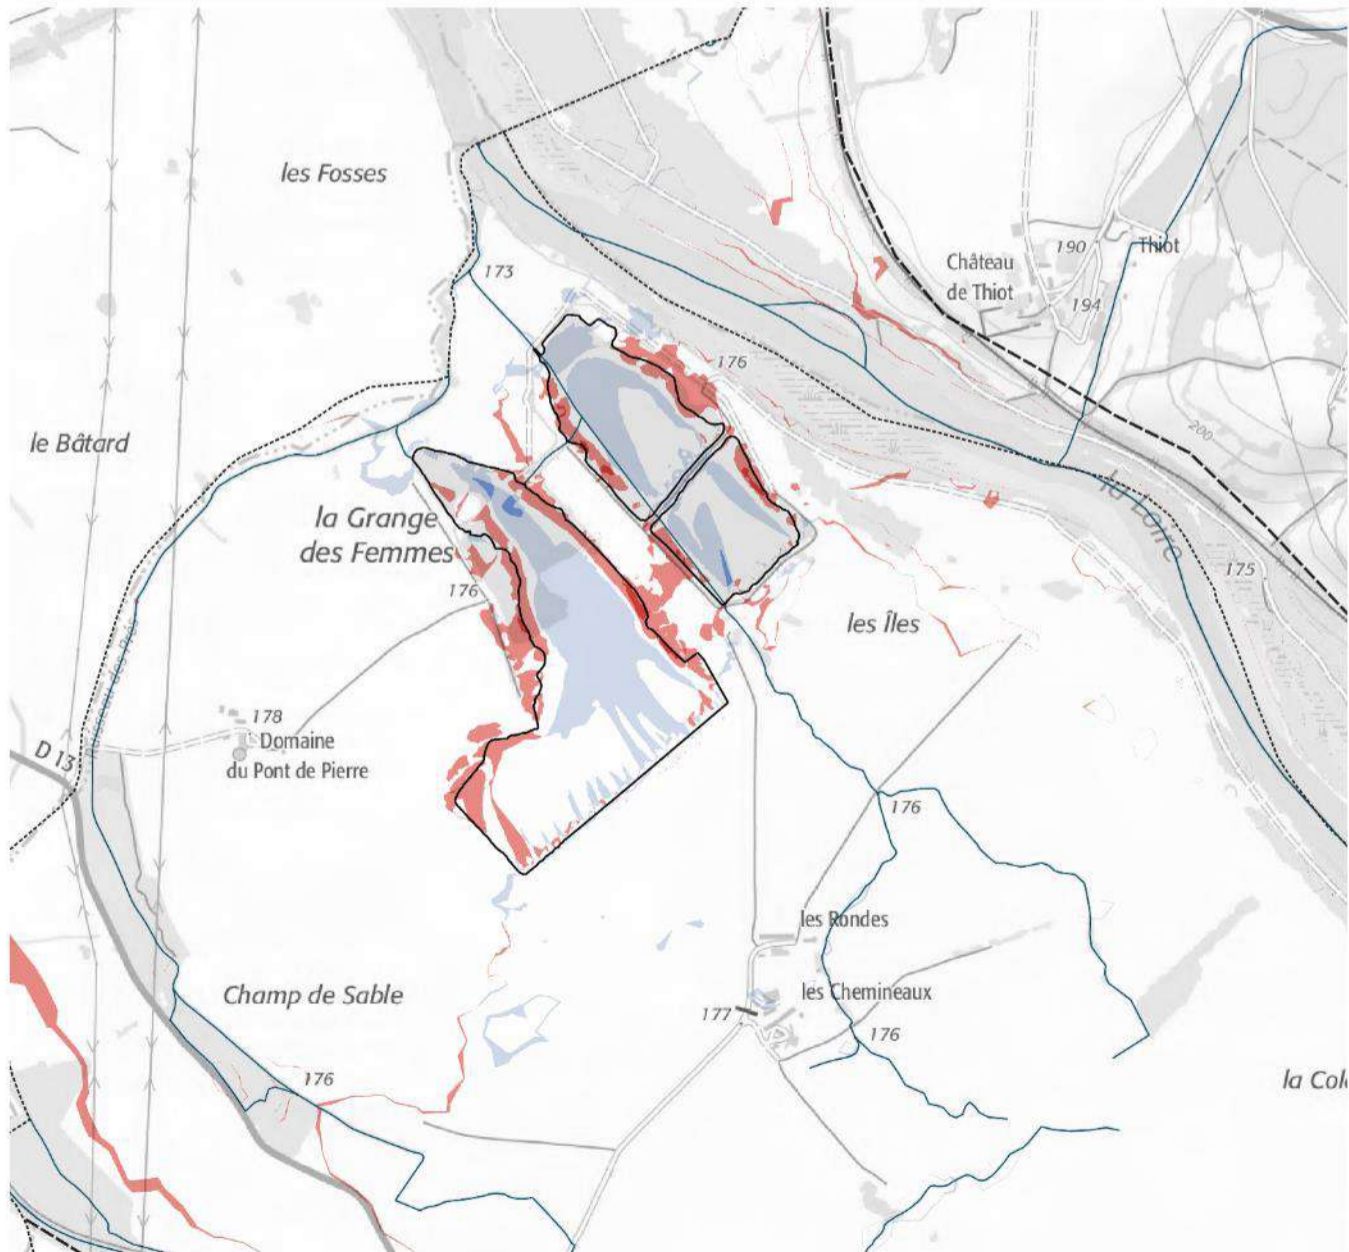 les Fosses
173
Château
de Thiot
190
Thiot
194
176
200
le Bâtard
la Loire
la Grange
des Femmes
176
175
les Îles
178
Domaine
du Pont de Pierre
D 13
176
les Rondes
Champ de Sable
les Chemineaux
177
176
176
la Col